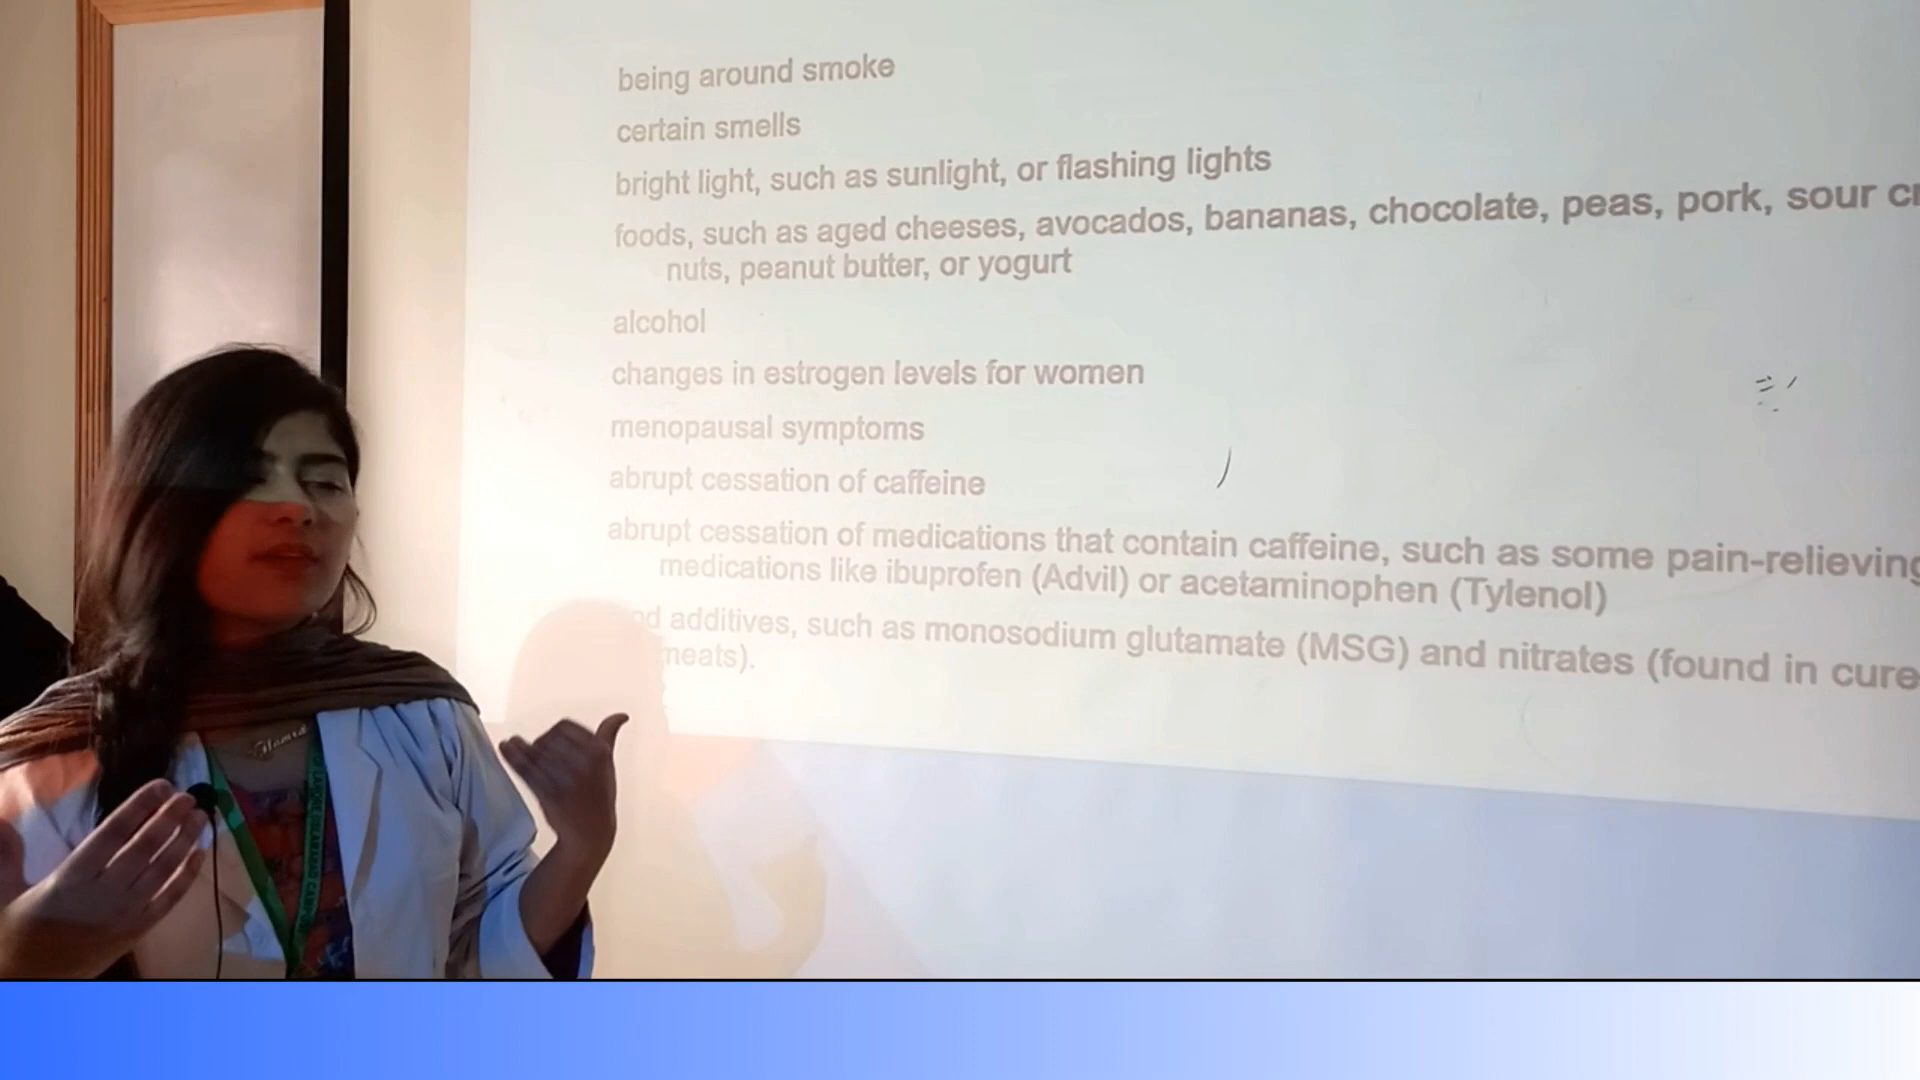 being around smoke
certain smells
bright light, such as sunlight, or flashing lights
foods, such as aged cheeses, avocados, bananas, chocolate, peas, pork, sour
nuts, peanut butter, or yogurt
alcohol
changes in estrogen levels for women
menopausal symptoms
abrupt cessation of caffeine
abrupt cessation of medications that contain caffeine, such as some pain-relieving
medications like ibuprofen (Advil) or acetaminophen (Tylenol)
additives, such as monosodium glutamate (MSG) and nitrates (found in
meats).